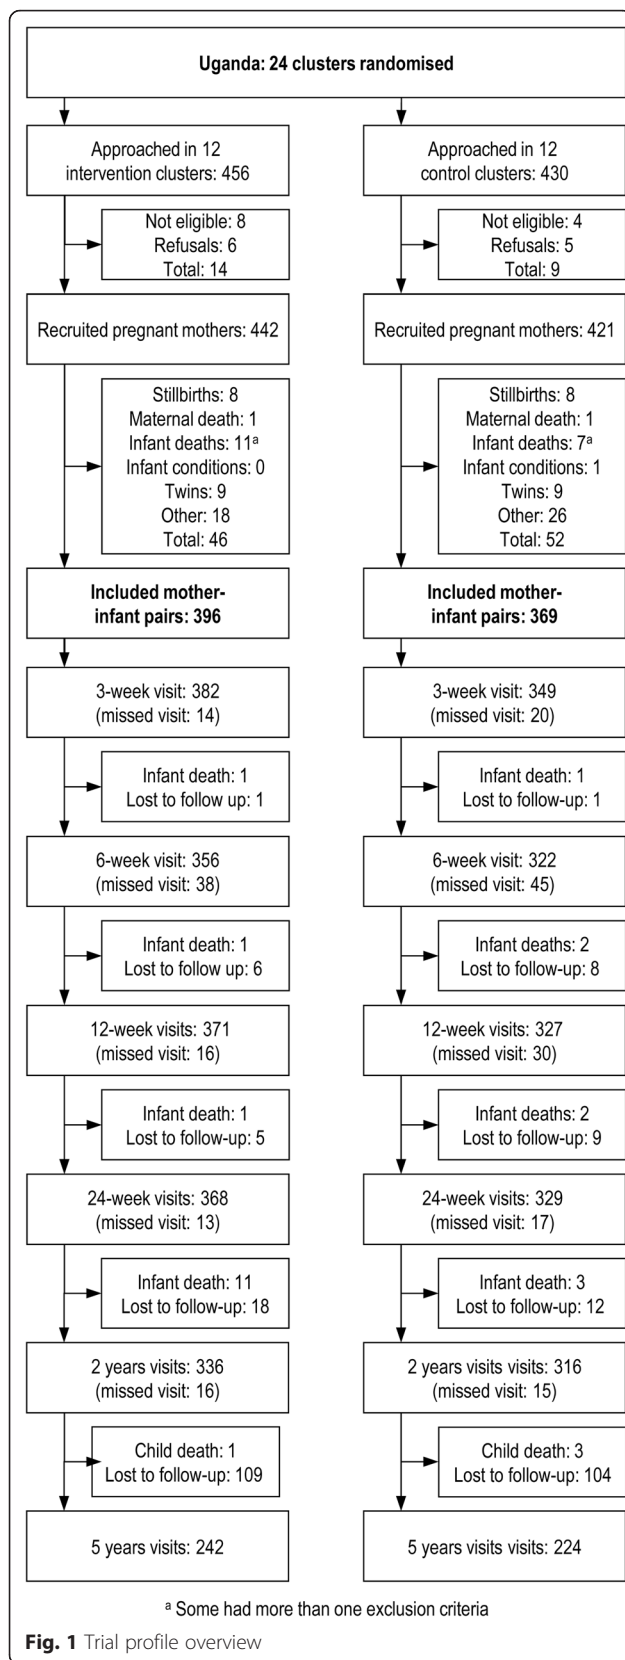 Uganda: 24 clusters randomised
Approached in 12
intervention clusters: 456
Approached in 12
control clusters: 430
Not eligible: 8
Refusals: 6
Total: 14
Not eligible: 4
Refusals: 5
Total: 9
Recruited pregnant mothers: 442
Recruited pregnant mothers: 421
Stillbirths: 8
Maternal death: 1
Infant deaths: 11ᵃ
Infant conditions: 0
Twins: 9
Other: 18
Total: 46
Stillbirths: 8
Maternal death: 1
Infant deaths: 7ᵃ
Infant conditions: 1
Twins: 9
Other: 26
Total: 52
Included mother-
infant pairs: 396
Included mother-
infant pairs: 369
3-week visit: 382
(missed visit: 14)
3-week visit: 349
(missed visit: 20)
Infant death: 1
Lost to follow up: 1
Infant death: 1
Lost to follow-up: 1
6-week visit: 356
(missed visit: 38)
6-week visit: 322
(missed visit: 45)
Infant death: 1
Lost to follow up: 6
Infant deaths: 2
Lost to follow-up: 8
12-week visits: 371
(missed visit: 16)
12-week visits: 327
(missed visit: 30)
Infant death: 1
Lost to follow-up: 5
Infant deaths: 2
Lost to follow-up: 9
24-week visits: 368
(missed visit: 13)
24-week visits: 329
(missed visit: 17)
Infant death: 11
Lost to follow-up: 18
Infant death: 3
Lost to follow-up: 12
2 years visits: 336
(missed visit: 16)
2 years visits visits: 316
(missed visit: 15)
Child death: 1
Lost to follow-up: 109
Child death: 3
Lost to follow-up: 104
5 years visits: 242
5 years visits visits: 224
ᵃ Some had more than one exclusion criteria
Fig. 1 Trial profile overview